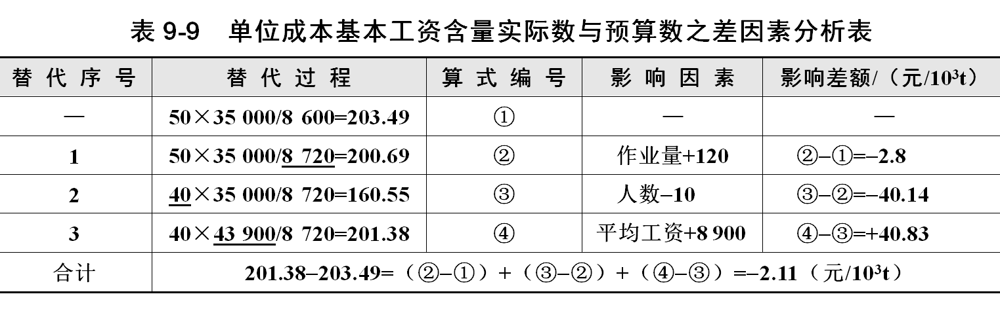 表 9-9 单位成本基本工资含量实际数与预算数之差因素分析表
替代序号 替代过程 算式编号 影响因素 影响差额/（元/10³t）
— 50×35 000/8 600=203.49 ① — —
1 50×35 000/8 720=200.69 ② 作业量+120 ②–①=–2.8
2 40×35 000/8 720=160.55 ③ 人数–10 ③–②=–40.14
3 40×43 900/8 720=201.38 ④ 平均工资+8 900 ④–③=+40.83
合计 201.38–203.49=（②–①）+（③–②）+（④–③）=–2.11（元/10³t）